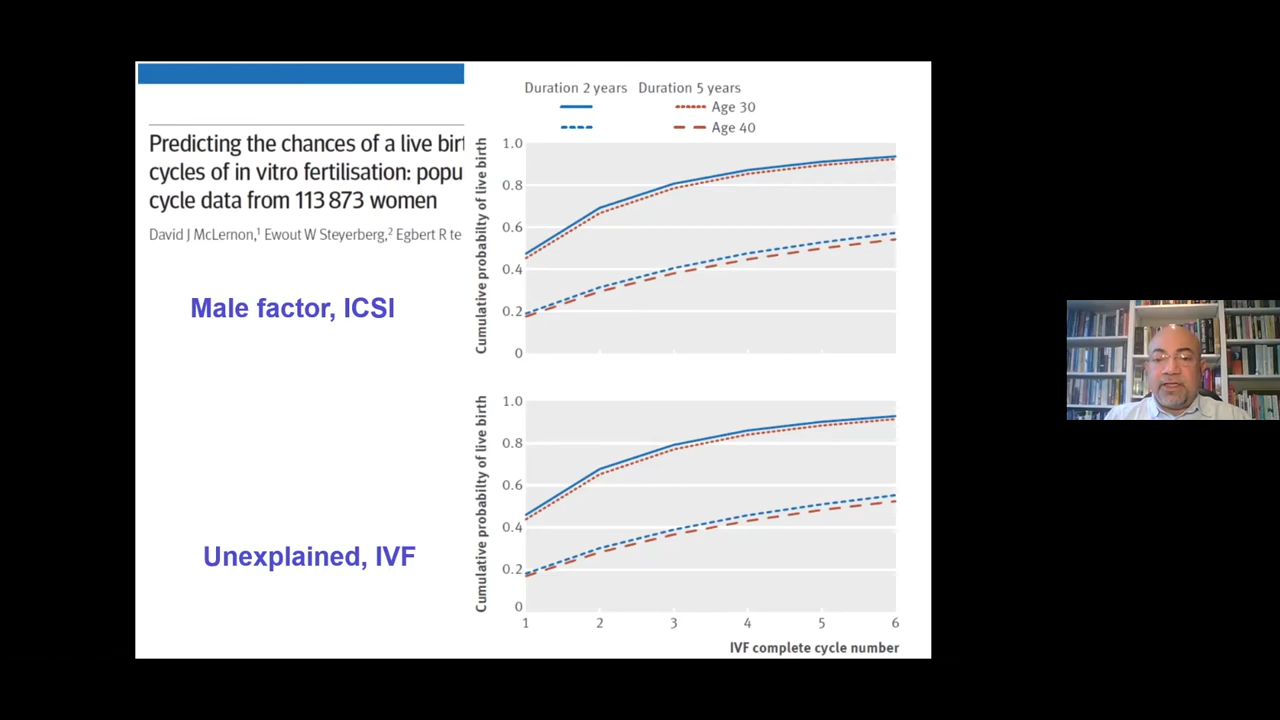 Predicting the chances of a live bir
cycles of in vitro fertilisation: popu
cycle data from 113 873 women
David J McLernon,1 Ewout W Steyerberg,2 Egbert R te
Male factor, ICSI
Unexplained, IVF
Duration 2 years Duration 5 years
Age 30
Age 40
Cumulative probabilty of live birth
1.0
0.8
0.6
0.4
0.2
0
Cumulative probabilty of live birth
1.0
0.8
0.6
0.4
0.2
0
1 2 3 4 5 6
IVF complete cycle number